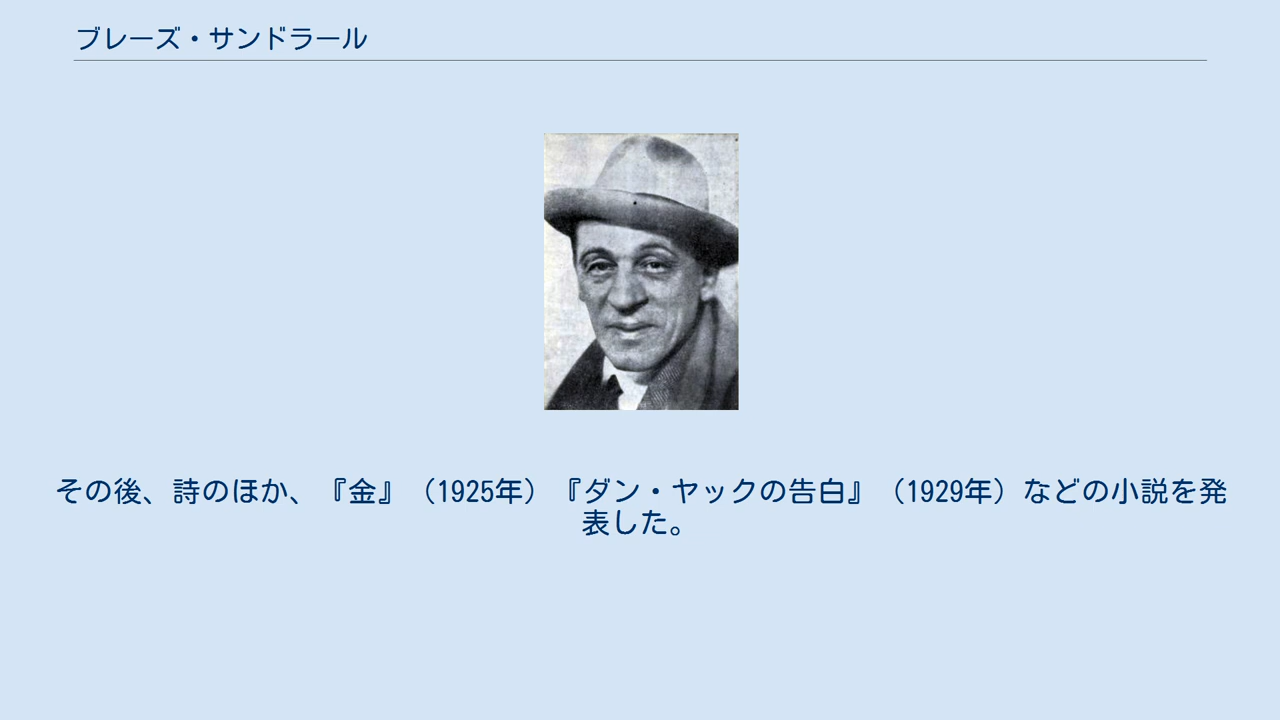 ブレーズ・サンドラール
その後、詩のほか、『金』（1925年）『ダン・ヤックの告白』（1929年）などの小説を発
表した。